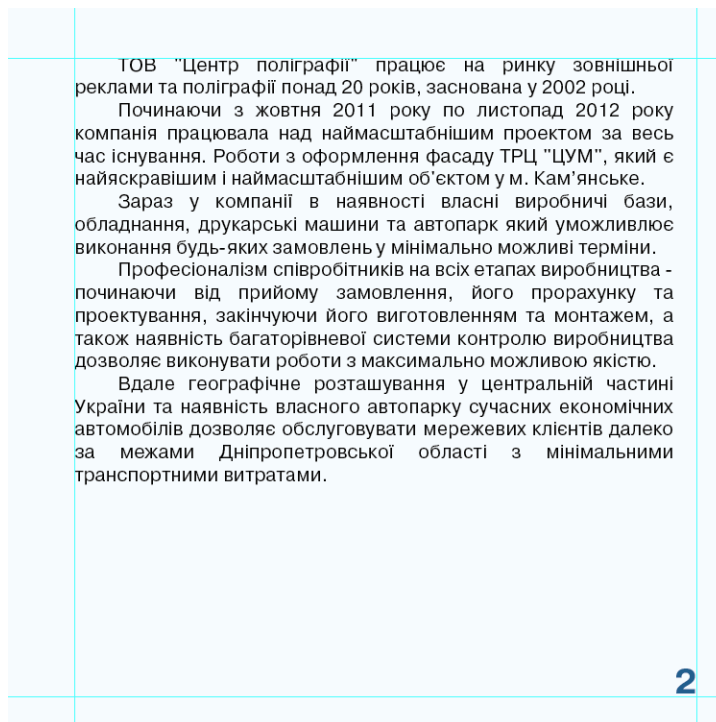 ТОВ "Центр поліграфії" працює на ринку зовнішньої
реклами та поліграфії понад 20 років, заснована у 2002 році.
Починаючи з жовтня 2011 року по листопад 2012 року
компанія працювала над наймасштабнішим проектом за весь
час існування. Роботи з оформлення фасаду ТРЦ "ЦУМ", який є
найяскравішим і наймасштабнішим об'єктом у м. Кам'янське.
Зараз у компанії в наявності власні виробничі бази,
обладнання, друкарські машини та автопарк який уможливлює
виконання будь-яких замовлень у мінімально можливі терміни.
Професіоналізм співробітників на всіх етапах виробництва -
починаючи від прийому замовлення, його прорахунку та
проектування, закінчуючи його виготовленням та монтажем, а
також наявність багаторівневої системи контролю виробництва
дозволяє виконувати роботи з максимально можливою якістю.
Вдале географічне розташування у центральній частині
України та наявність власного автопарку сучасних економічних
автомобілів дозволяє обслуговувати мережевих клієнтів далеко
за межами Дніпропетровської області з мінімальними
транспортними витратами.
2